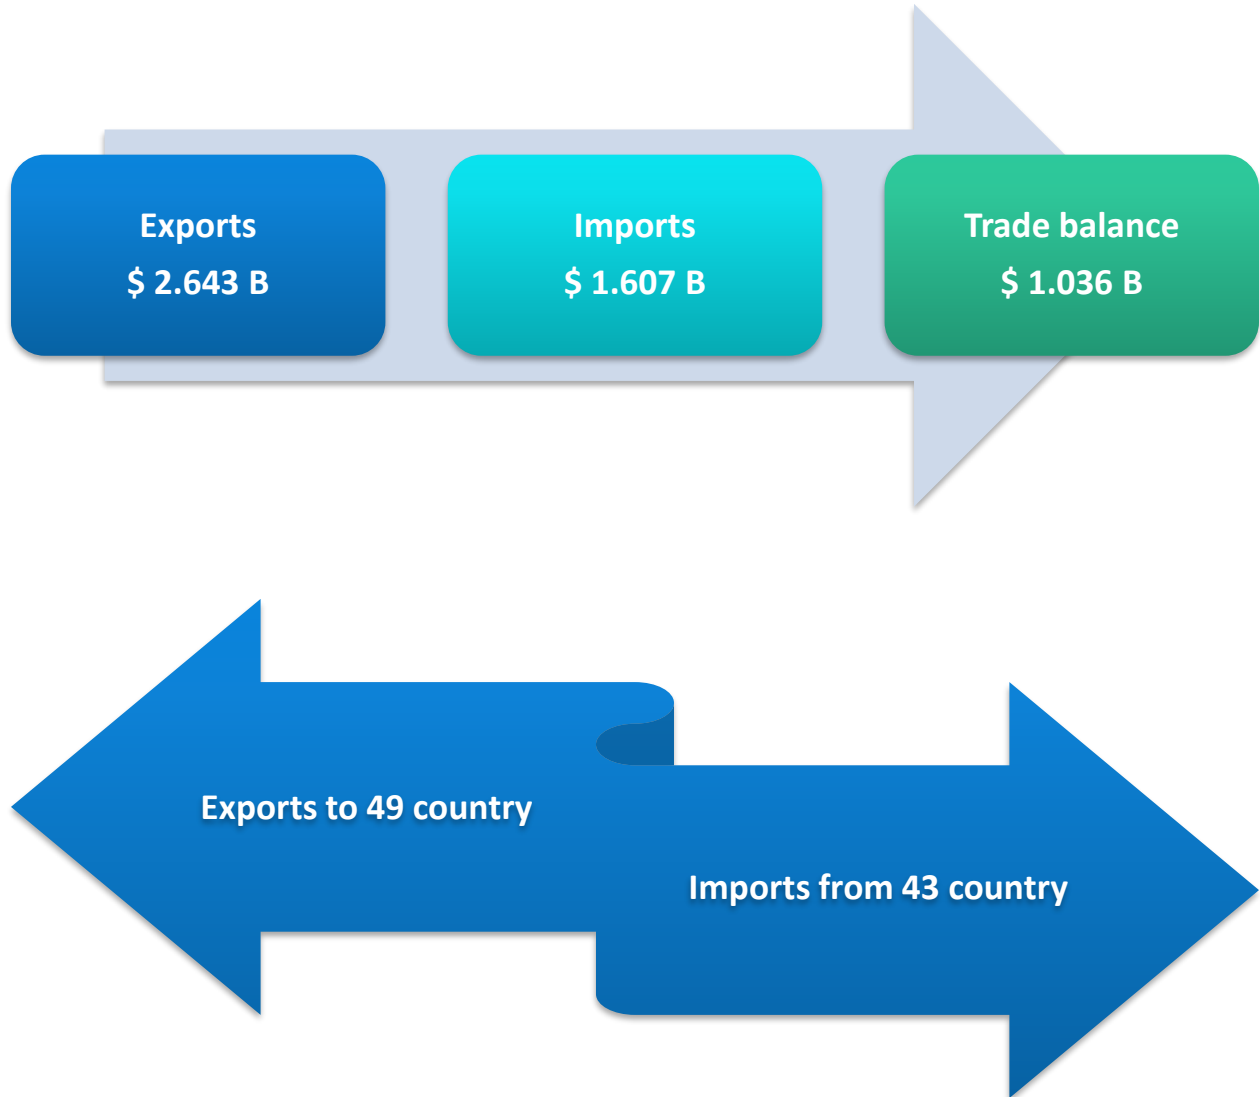 Exports
$ 2.643 B
Imports
$ 1.607 B
Trade balance
$ 1.036 B
Exports to 49 country
Imports from 43 country